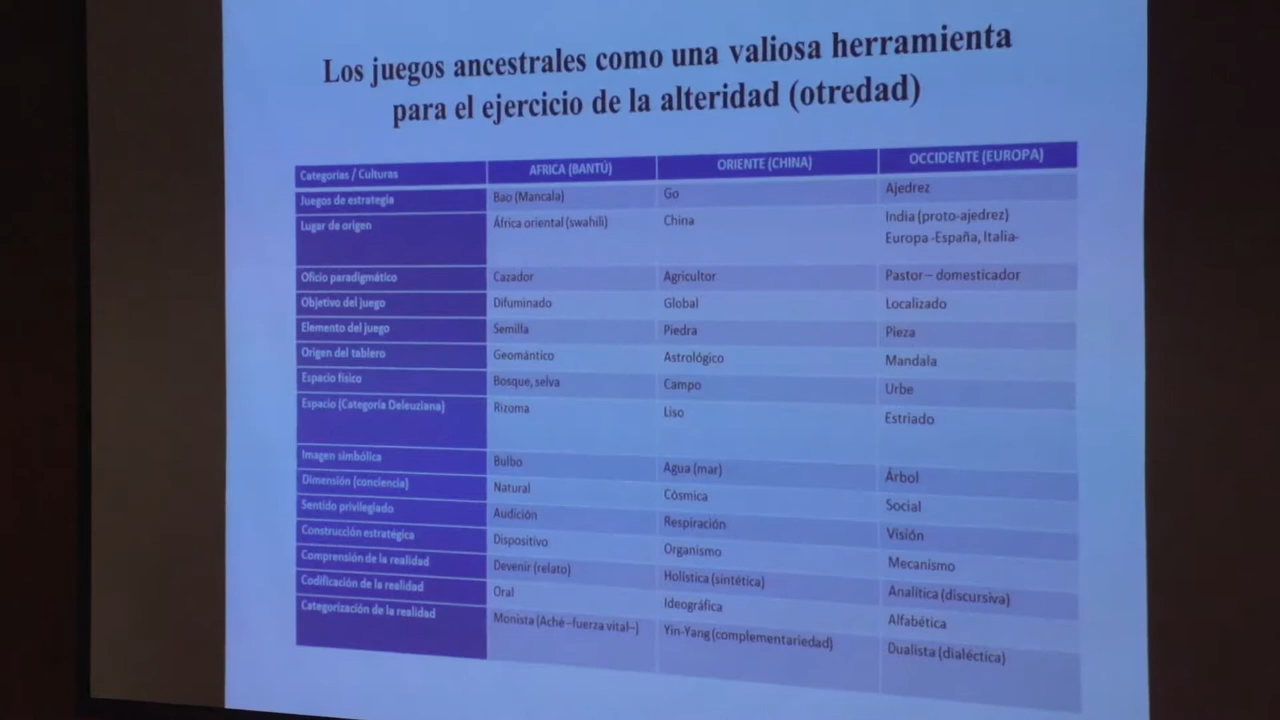 Los juegos ancestrales como una valiosa herramienta
para el ejercicio de la alteridad (otredad)
Categorías / Culturas AFRICA (BANTÚ) ORIENTE (CHINA) OCCIDENTE (EUROPA)
Juegos de estrategia Bao (Mancala) Go Ajedrez
Lugar de origen África oriental (swahili) China India (proto-ajedrez)
Europa -España, Italia-
Oficio paradigmático Cazador Agricultor Pastor – domesticador
Objetivo del juego Difuminado Global Localizado
Elemento del juego Semilla Piedra Pieza
Origen del tablero Geomántico Astrológico Mandala
Espacio físico Bosque, selva Campo Urbe
Espacio (Categoría Deleuziana) Rizoma Liso Estriado
Imagen simbólica Bulbo Agua (mar) Árbol
Dimensión (conciencia) Natural Cósmica Social
Sentido privilegiado Audición Respiración Visión
Construcción estratégica Dispositivo Organismo Mecanismo
Comprensión de la realidad Devenir (relato) Holística (sintética) Analítica (discursiva)
Codificación de la realidad Oral Ideográfica Alfabética
Categorización de la realidad Monista (Aché –fuerza vital–) Yin-Yang (complementariedad) Dualista (dialéctica)